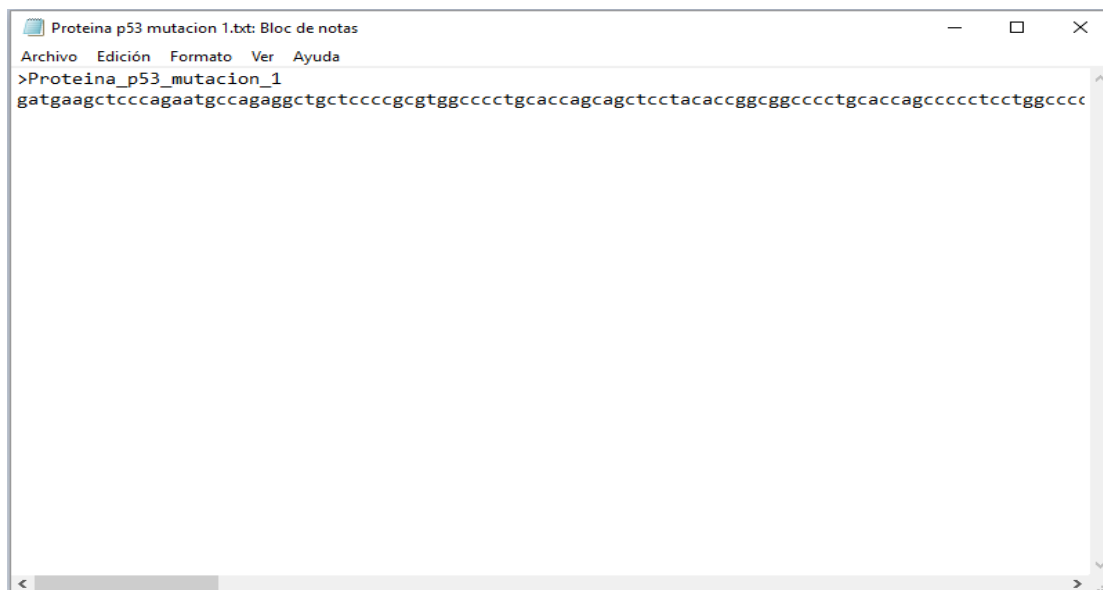 Proteina p53 mutacion 1.txt: Bloc de notas
Archivo Edición Formato Ver Ayuda
>Proteina_p53_mutacion_1
gatgaagctcccagaatgccagaggctgctccccgcgtggcccctgcaccagcagctcctacaccggcggcccctgcaccagccccctcctggcccc